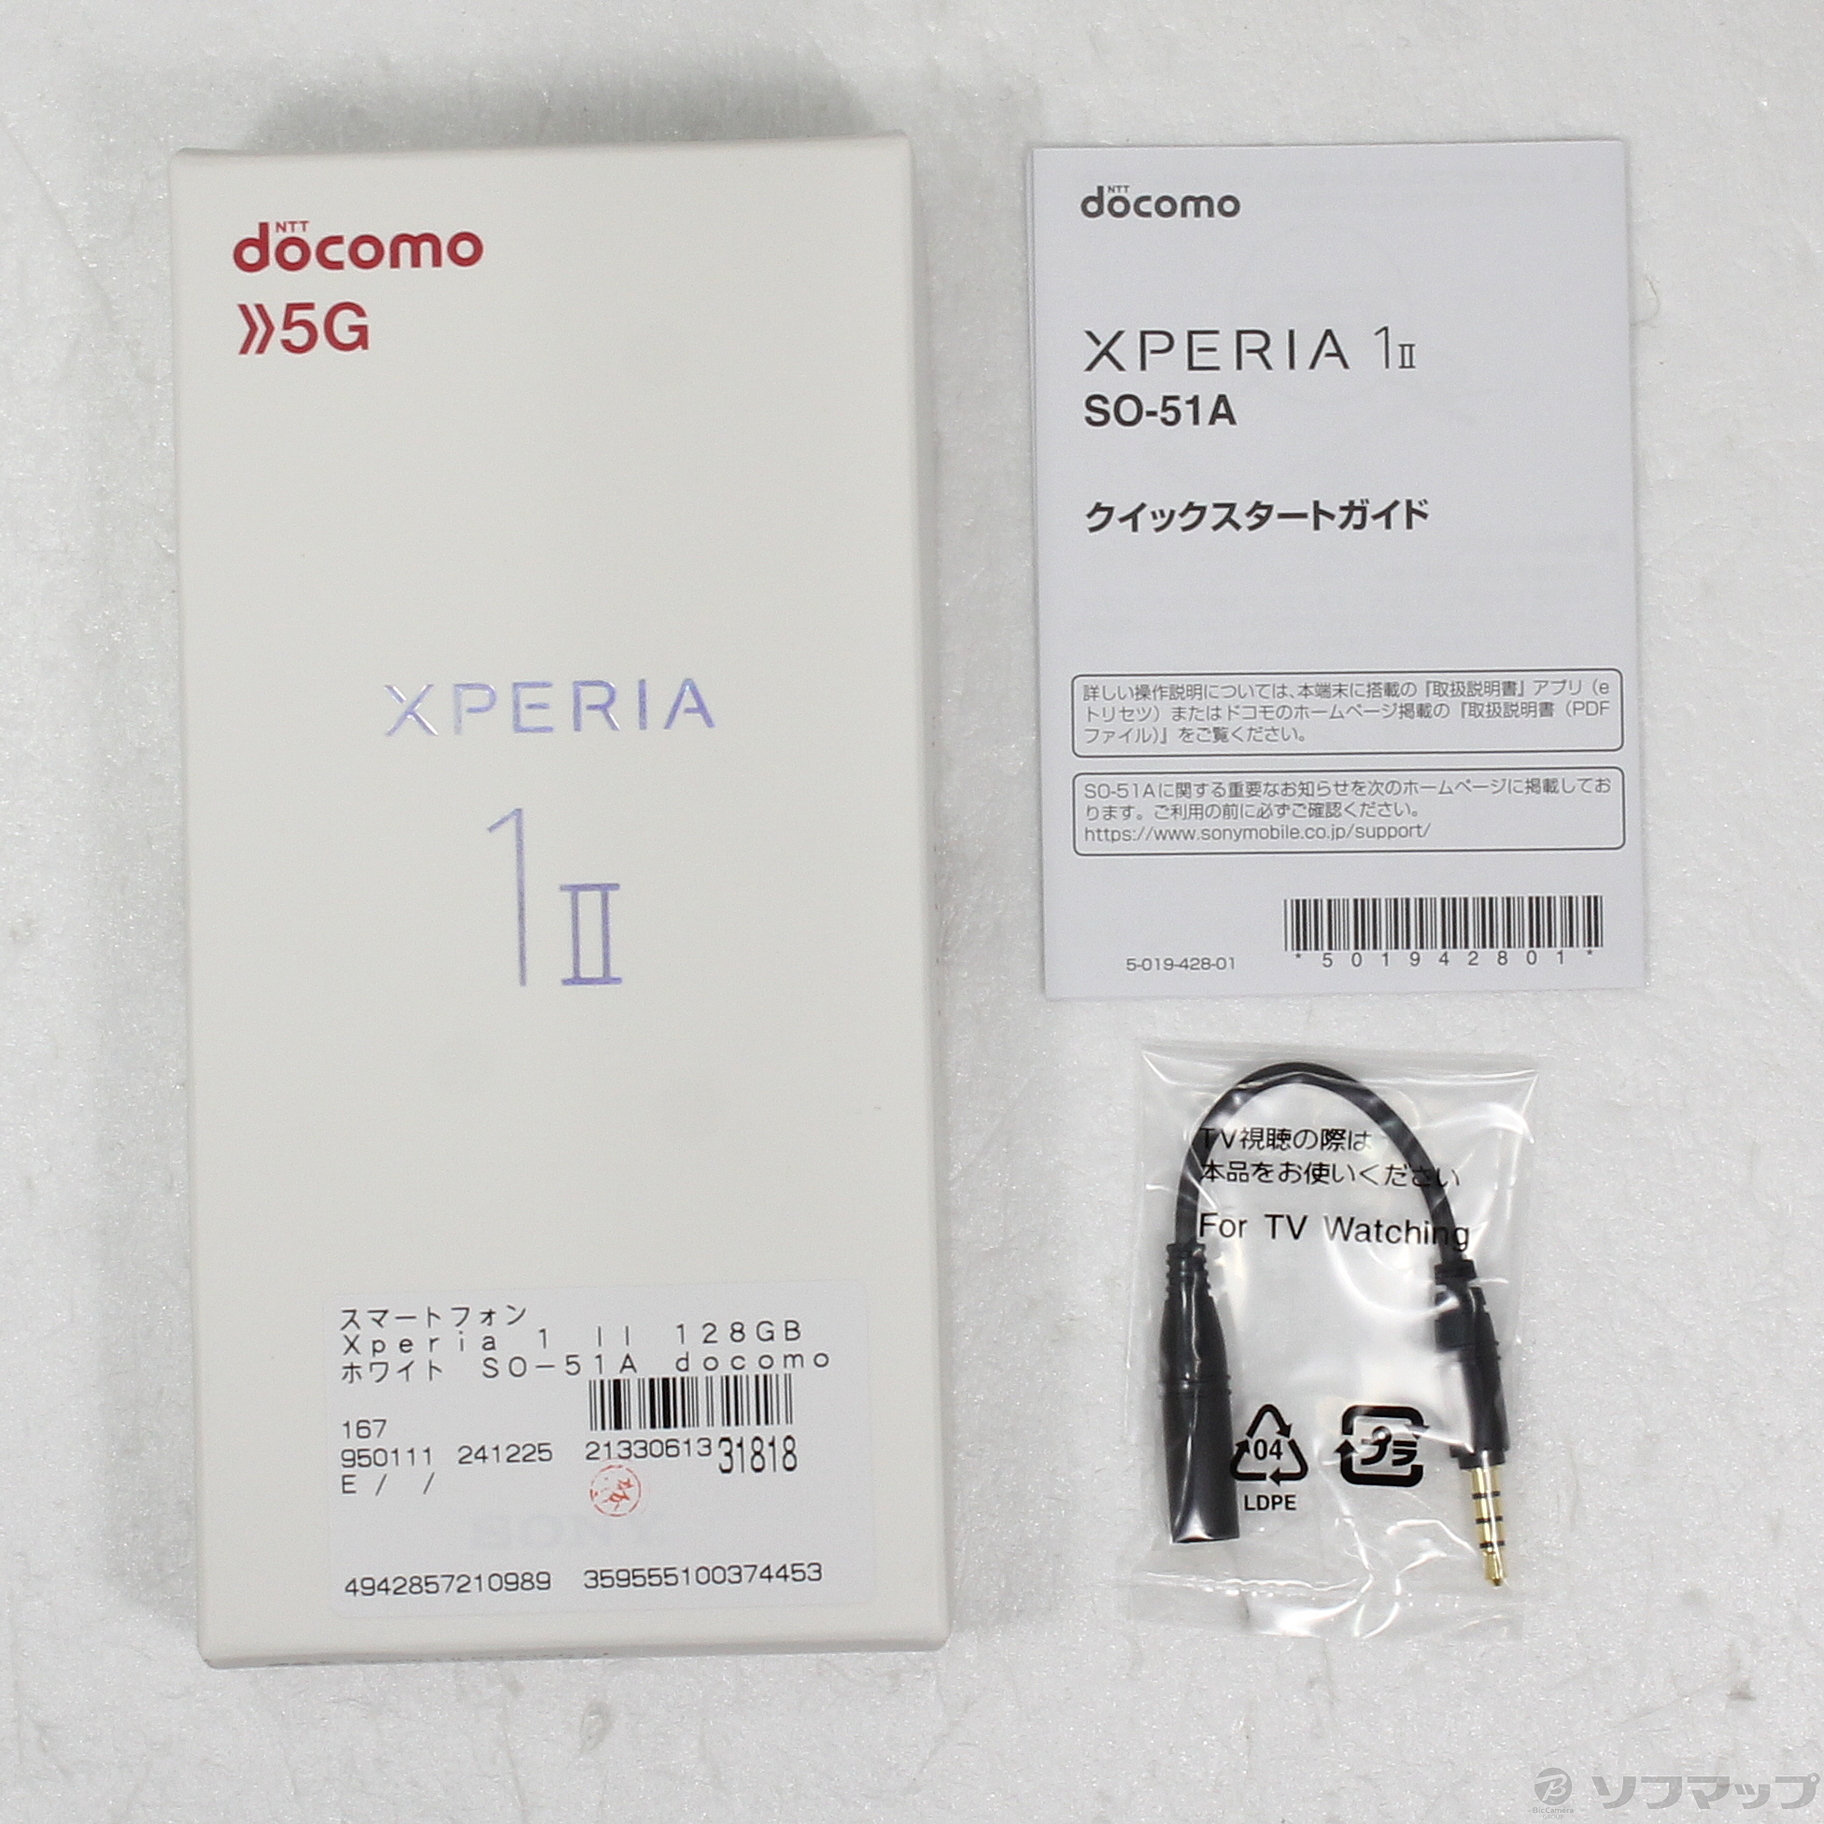 NTT
docomo
5G
XPERIA
1II
スマートフォン
Xperia 1 II 128GB
ホワイト SO-51A docomo
167
950111 241225 2133061331818
E / /
4942857210989 359555100374453
NTT
docomo
XPERIA 1II
SO-51A
クイックスタートガイド
詳しい操作説明については、本端末に搭載の『取扱説明書』アプリ(e
トリセツ)またはドコモのホームページ掲載の『取扱説明書(PDF
ファイル)』をご覧ください。
SO-51Aに関する重要なお知らせを次のホームページに掲載してお
ります。ご利用の前に必ずご確認ください。
https://www.sonymobile.co.jp/support/
5-019-428-01
*501942801*
TV視聴の際は
本品をお使いください
For TV Watching
04
LDPE
プラ
B
BicCamera
GROUP
ソフマップ